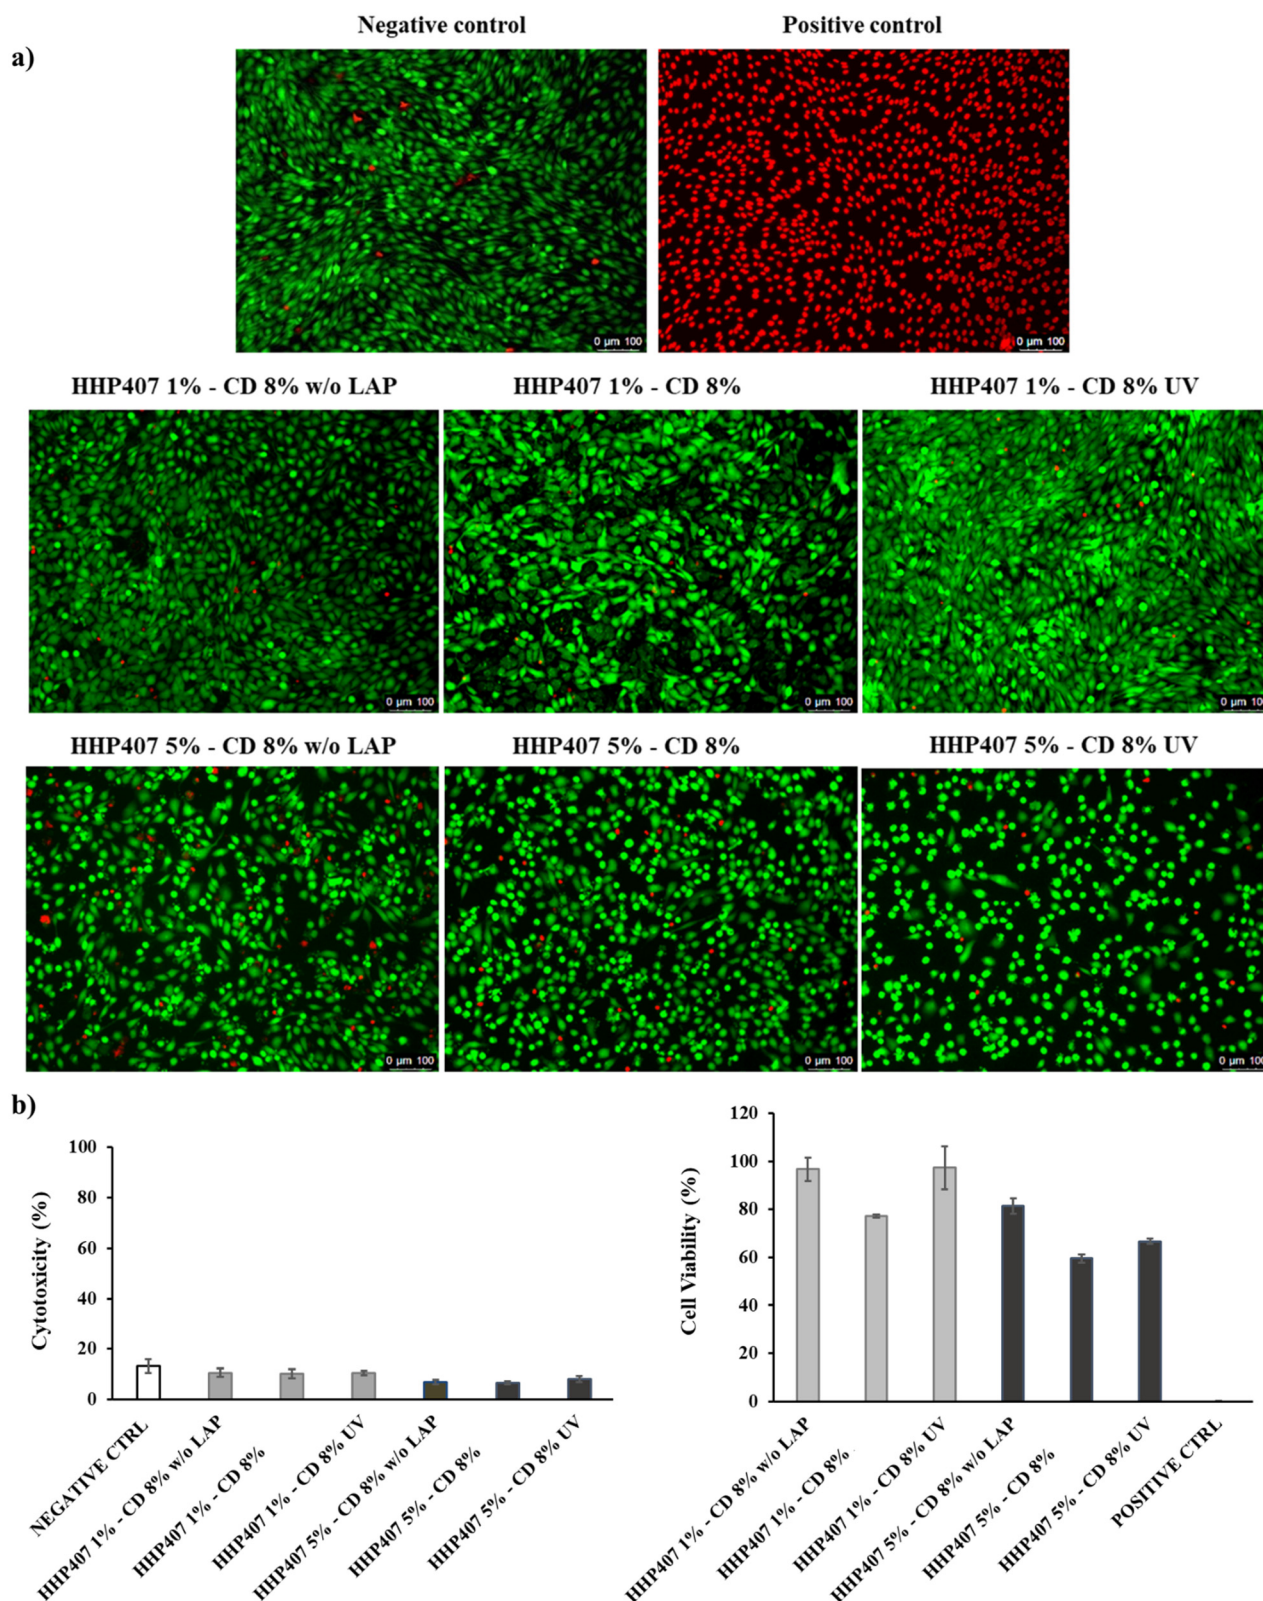 Negative control
Positive control
a)
0 µm 100
0 µm 100
HHP407 1% - CD 8% w/o LAP
HHP407 1% - CD 8%
HHP407 1% - CD 8% UV
0 µm 100
0 µm 100
0 µm 100
HHP407 5% - CD 8% w/o LAP
HHP407 5% - CD 8%
HHP407 5% - CD 8% UV
0 µm 100
0 µm 100
0 µm 100
b)
Cytotoxicity (%)
100
80
60
40
20
0
NEGATIVE CTRL
HHP407 1% - CD 8% w/o LAP
HHP407 1% - CD 8%
HHP407 1% - CD 8% UV
HHP407 5% - CD 8% w/o LAP
HHP407 5% - CD 8%
HHP407 5% - CD 8% UV
Cell Viability (%)
120
100
80
60
40
20
0
HHP407 1% - CD 8% w/o LAP
HHP407 1% - CD 8%
HHP407 1% - CD 8% UV
HHP407 5% - CD 8% w/o LAP
HHP407 5% - CD 8%
HHP407 5% - CD 8% UV
POSITIVE CTRL